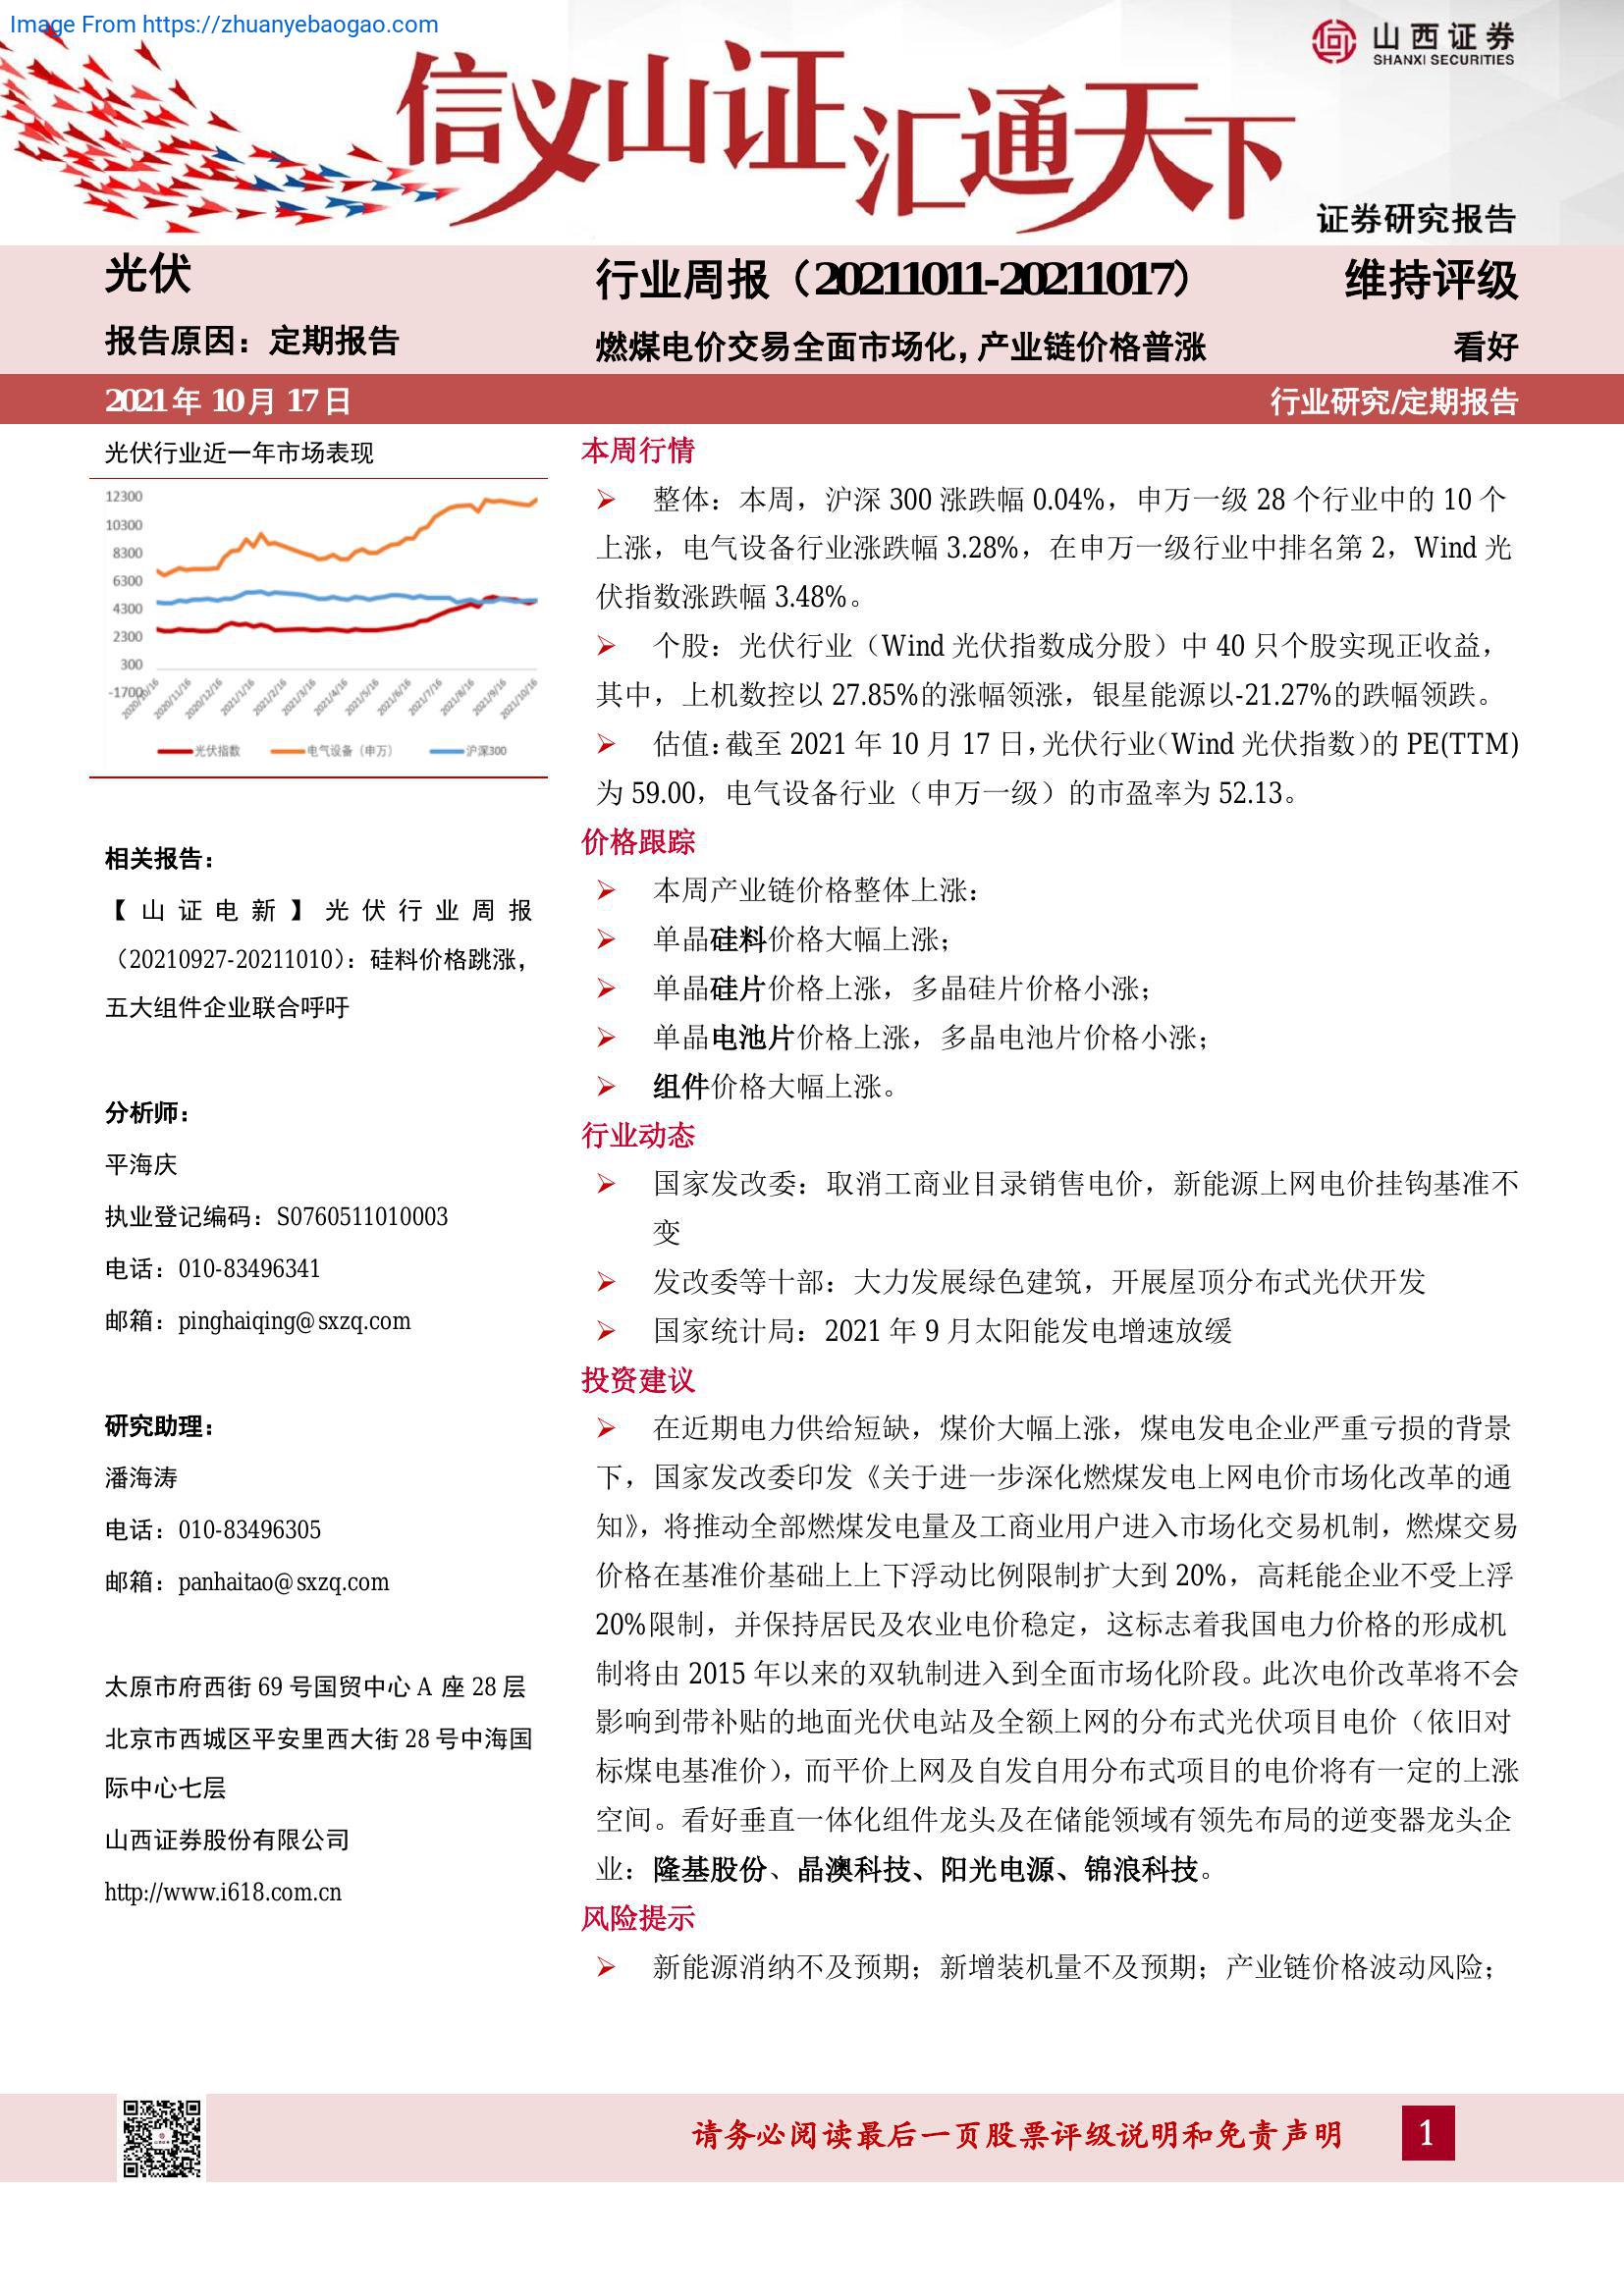 Image From https://zhuanyebaogao.com
山西证券
SHANXI SECURITIES
信义山证汇通天下
证券研究报告
光伏
行业周报（20211011-20211017）
维持评级
报告原因：定期报告
燃煤电价交易全面市场化，产业链价格普涨
看好
2021年 10月 17日
行业研究/定期报告
光伏行业近一年市场表现
12300
10300
8300
6300
4300
2300
300
-1700
2020/10/16
2020/11/16
2020/12/16
2021/1/16
2021/2/16
2021/3/16
2021/4/16
2021/5/16
2021/6/16
2021/7/16
2021/8/16
2021/9/16
2021/10/16
光伏指数 电气设备（申万） 沪深300
相关报告：
【山证电新】光伏行业周报
（20210927-20211010）：硅料价格跳涨，
五大组件企业联合呼吁
分析师：
平海庆
执业登记编码：S0760511010003
电话：010-83496341
邮箱：pinghaiqing@sxzq.com
研究助理：
潘海涛
电话：010-83496305
邮箱：panhaitao@sxzq.com
太原市府西街 69 号国贸中心 A 座 28 层
北京市西城区平安里西大街 28 号中海国
际中心七层
山西证券股份有限公司
http://www.i618.com.cn
本周行情
➢ 整体：本周，沪深 300 涨跌幅 0.04%，申万一级 28 个行业中的 10 个
上涨，电气设备行业涨跌幅 3.28%，在申万一级行业中排名第 2，Wind 光
伏指数涨跌幅 3.48%。
➢ 个股：光伏行业（Wind 光伏指数成分股）中 40 只个股实现正收益，
其中，上机数控以 27.85%的涨幅领涨，银星能源以-21.27%的跌幅领跌。
➢ 估值：截至 2021 年 10 月 17 日，光伏行业（Wind 光伏指数）的 PE(TTM)
为 59.00，电气设备行业（申万一级）的市盈率为 52.13。
价格跟踪
➢ 本周产业链价格整体上涨：
➢ 单晶硅料价格大幅上涨；
➢ 单晶硅片价格上涨，多晶硅片价格小涨；
➢ 单晶电池片价格上涨，多晶电池片价格小涨；
➢ 组件价格大幅上涨。
行业动态
➢ 国家发改委：取消工商业目录销售电价，新能源上网电价挂钩基准不
变
➢ 发改委等十部：大力发展绿色建筑，开展屋顶分布式光伏开发
➢ 国家统计局：2021 年 9 月太阳能发电增速放缓
投资建议
➢ 在近期电力供给短缺，煤价大幅上涨，煤电发电企业严重亏损的背景
下，国家发改委印发《关于进一步深化燃煤发电上网电价市场化改革的通
知》，将推动全部燃煤发电量及工商业用户进入市场化交易机制，燃煤交易
价格在基准价基础上上下浮动比例限制扩大到 20%，高耗能企业不受上浮
20%限制，并保持居民及农业电价稳定，这标志着我国电力价格的形成机
制将由 2015 年以来的双轨制进入到全面市场化阶段。此次电价改革将不会
影响到带补贴的地面光伏电站及全额上网的分布式光伏项目电价（依旧对
标煤电基准价），而平价上网及自发自用分布式项目的电价将有一定的上涨
空间。看好垂直一体化组件龙头及在储能领域有领先布局的逆变器龙头企
业：隆基股份、晶澳科技、阳光电源、锦浪科技。
风险提示
➢ 新能源消纳不及预期；新增装机量不及预期；产业链价格波动风险；
请务必阅读最后一页股票评级说明和免责声明
1